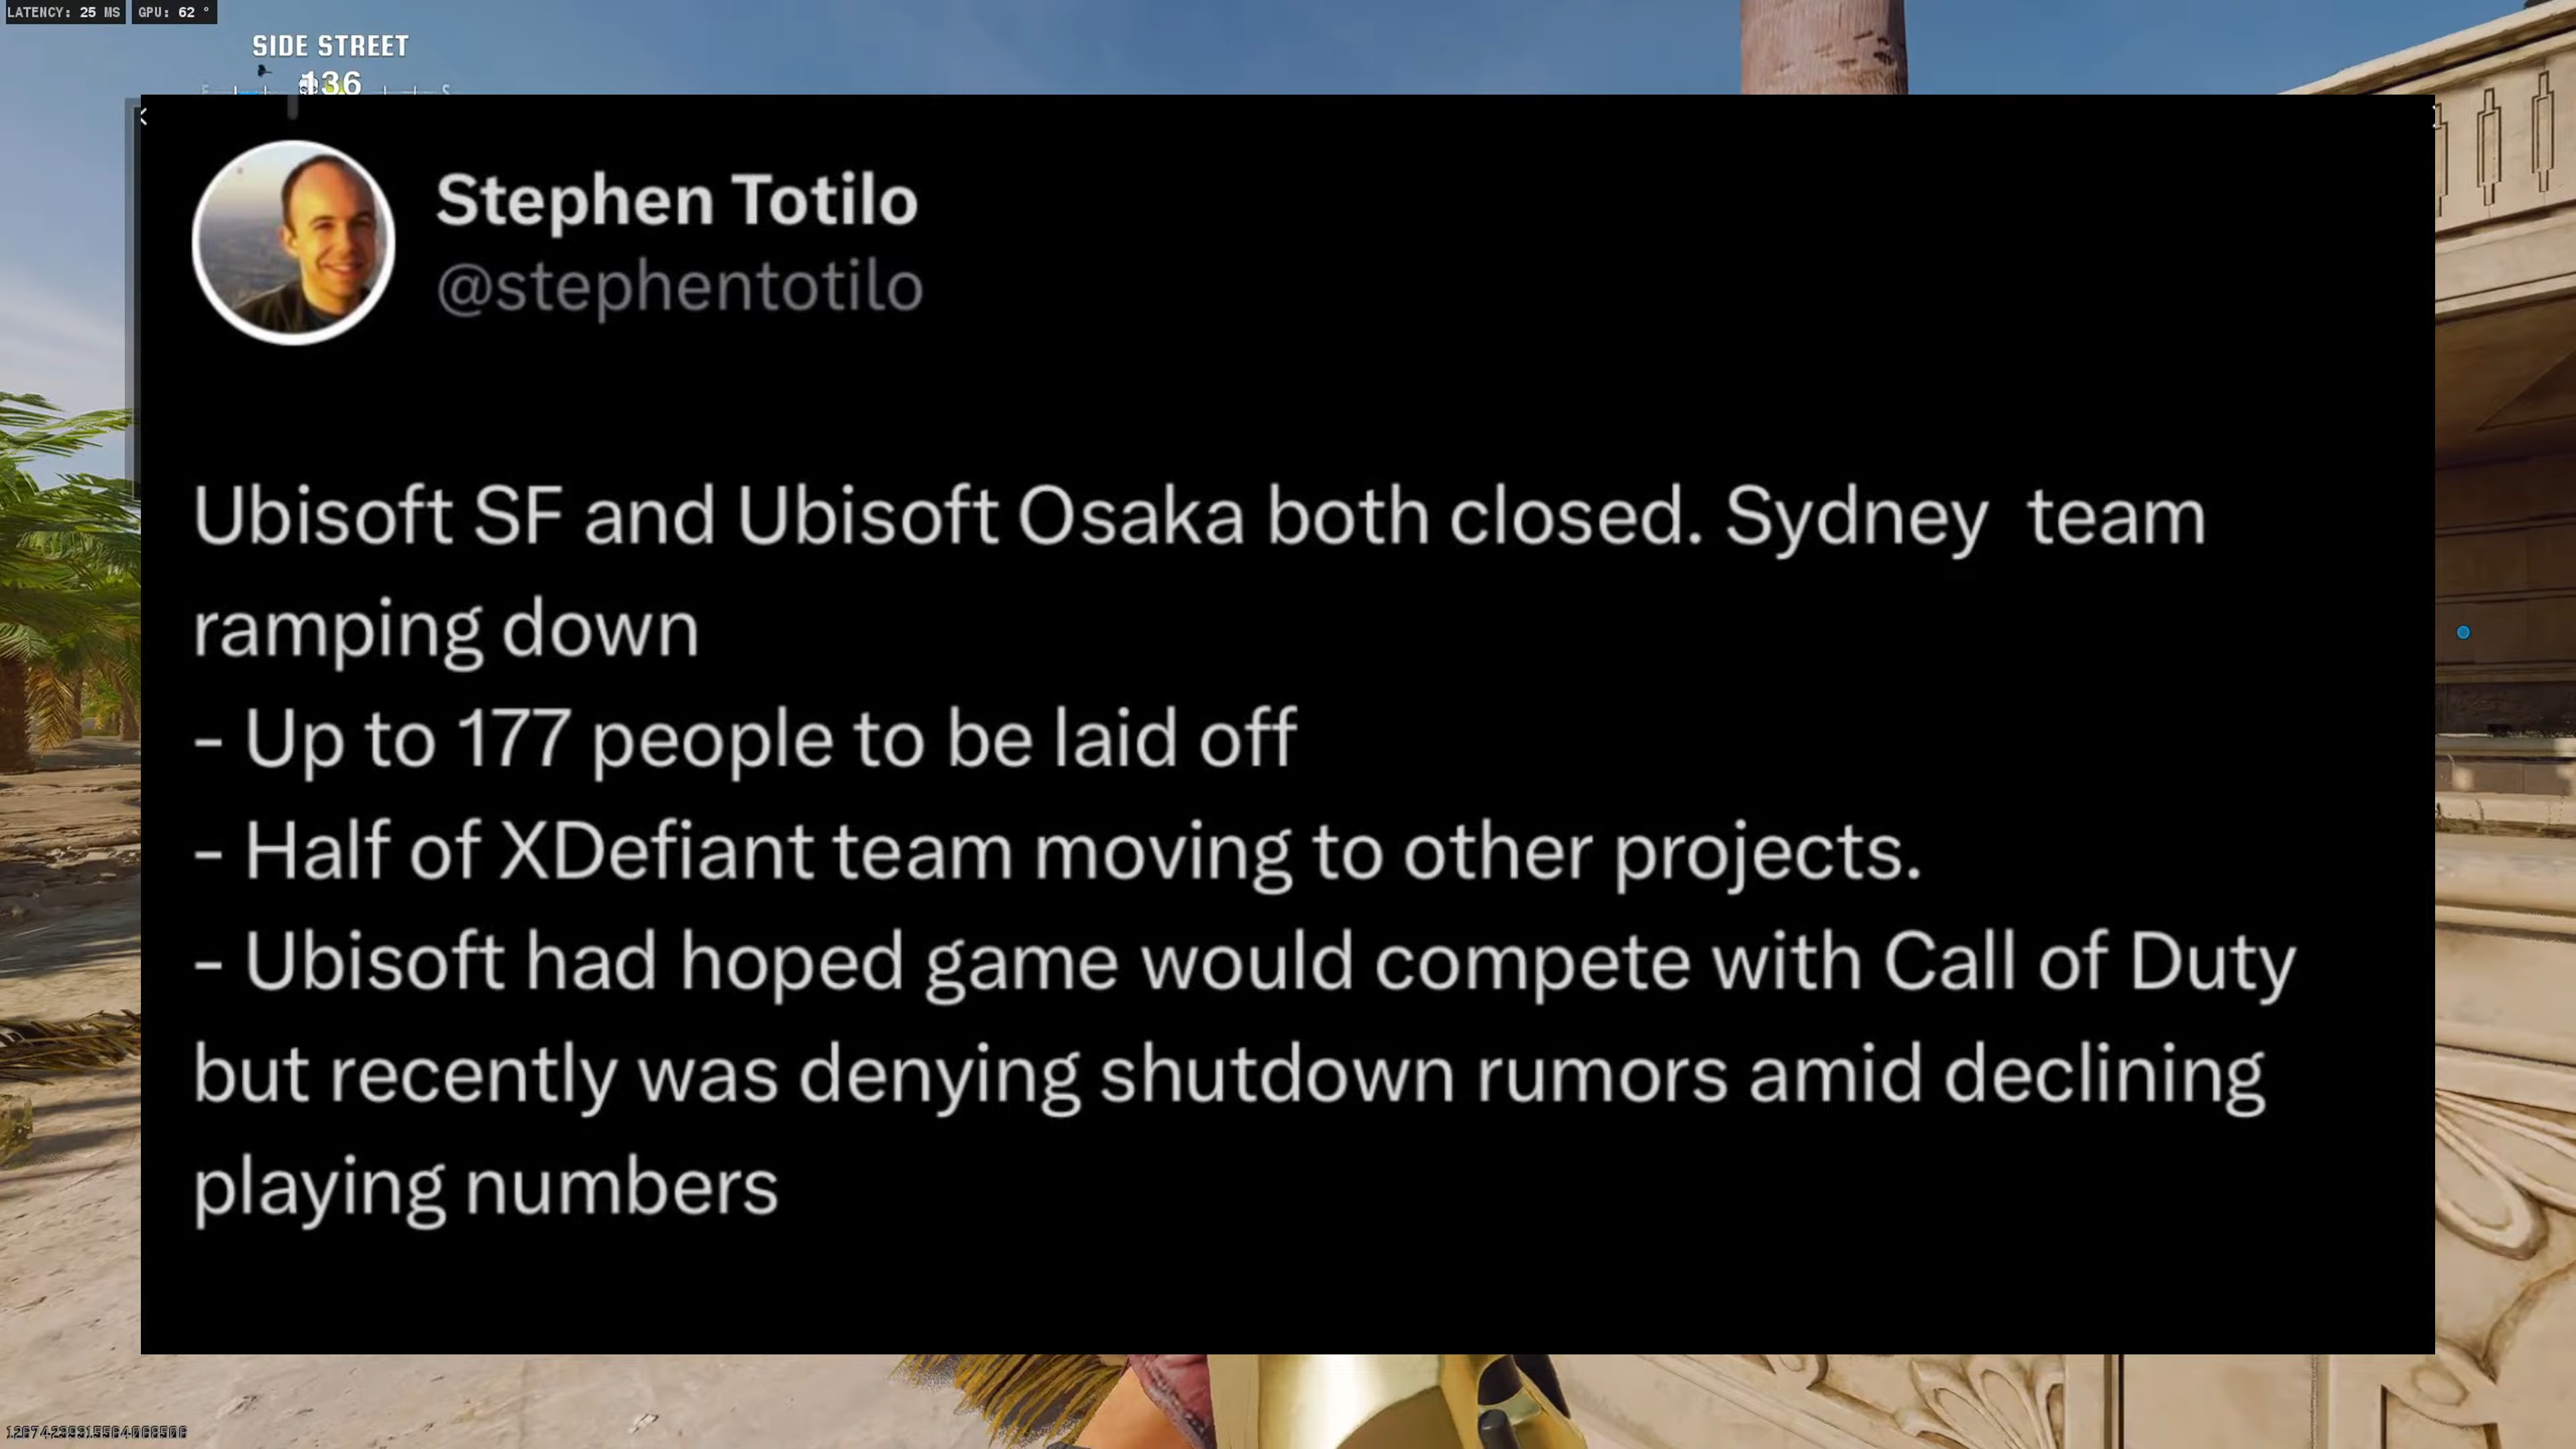 LATENCY: 25 MS GPU: 62 °
SIDE STREET
136
Stephen Totilo
@stephentotilo
Ubisoft SF and Ubisoft Osaka both closed. Sydney team
ramping down
- Up to 177 people to be laid off
- Half of XDefiant team moving to other projects.
- Ubisoft had hoped game would compete with Call of Duty
but recently was denying shutdown rumors amid declining
playing numbers